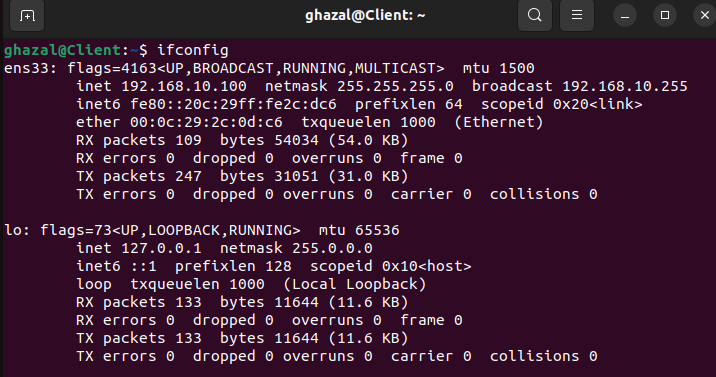 ghazal@Client: ~
ghazal@Client:~$ ifconfig
ens33: flags=4163<UP,BROADCAST,RUNNING,MULTICAST>  mtu 1500
        inet 192.168.10.100  netmask 255.255.255.0  broadcast 192.168.10.255
        inet6 fe80::20c:29ff:fe2c:dc6  prefixlen 64  scopeid 0x20<link>
        ether 00:0c:29:2c:0d:c6  txqueuelen 1000  (Ethernet)
        RX packets 109  bytes 54034 (54.0 KB)
        RX errors 0  dropped 0  overruns 0  frame 0
        TX packets 247  bytes 31051 (31.0 KB)
        TX errors 0  dropped 0 overruns 0  carrier 0  collisions 0

lo: flags=73<UP,LOOPBACK,RUNNING>  mtu 65536
        inet 127.0.0.1  netmask 255.0.0.0
        inet6 ::1  prefixlen 128  scopeid 0x10<host>
        loop  txqueuelen 1000  (Local Loopback)
        RX packets 133  bytes 11644 (11.6 KB)
        RX errors 0  dropped 0  overruns 0  frame 0
        TX packets 133  bytes 11644 (11.6 KB)
        TX errors 0  dropped 0 overruns 0  carrier 0  collisions 0